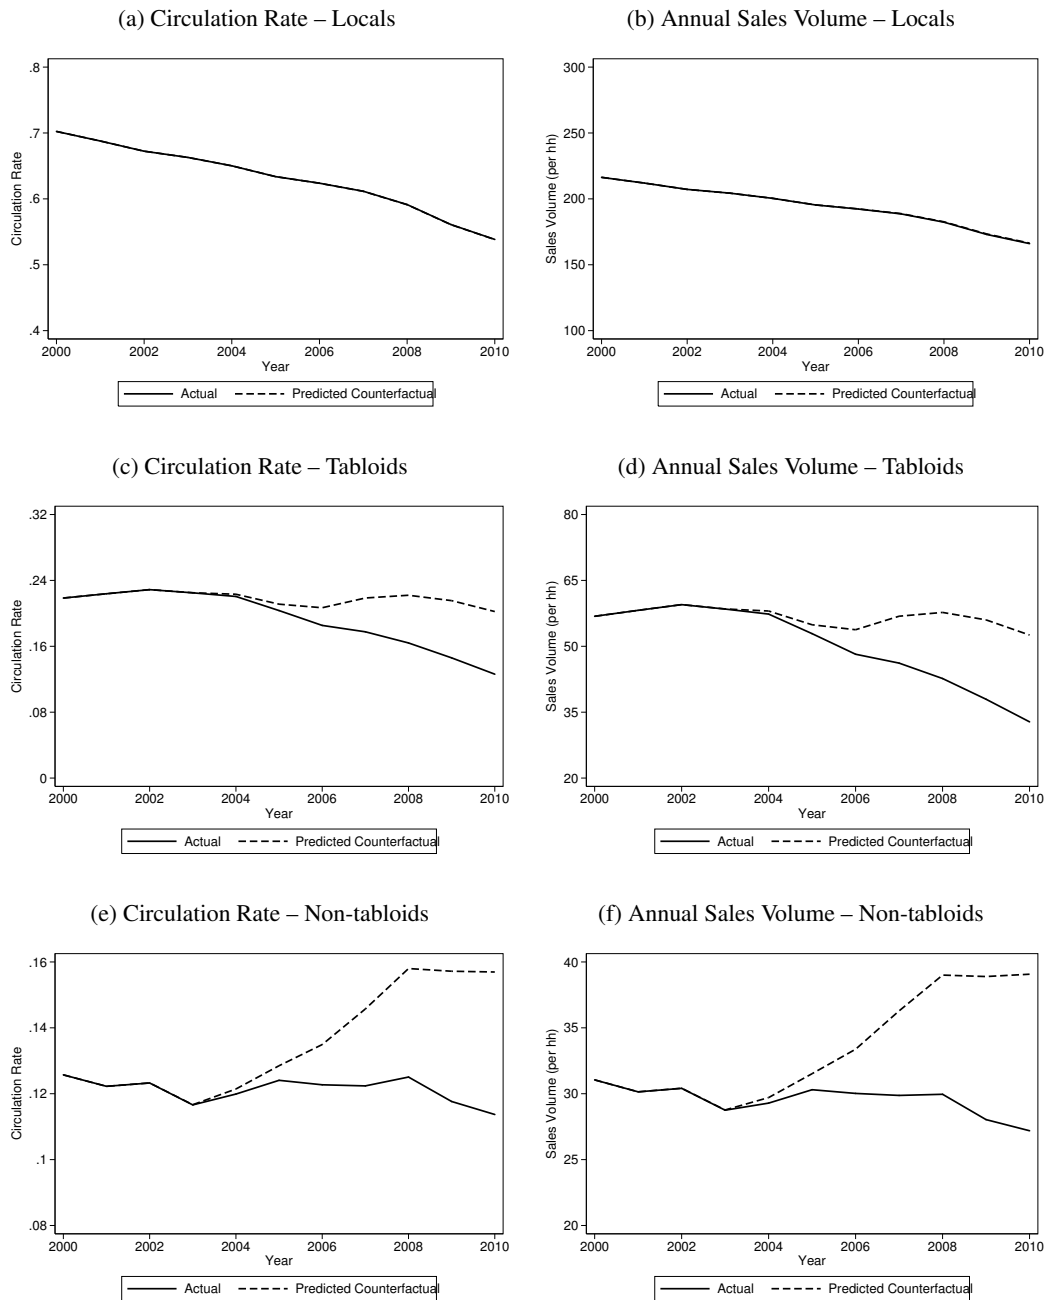 (a) Circulation Rate – Locals
Circulation Rate
.8
.7
.6
.5
.4
2000 2002 2004 2006 2008 2010
Year
Actual Predicted Counterfactual
(b) Annual Sales Volume – Locals
Sales Volume (per hh)
300
250
200
150
100
2000 2002 2004 2006 2008 2010
Year
Actual Predicted Counterfactual
(c) Circulation Rate – Tabloids
Circulation Rate
.32
.24
.16
.08
0
2000 2002 2004 2006 2008 2010
Year
Actual Predicted Counterfactual
(d) Annual Sales Volume – Tabloids
Sales Volume (per hh)
80
65
50
35
20
2000 2002 2004 2006 2008 2010
Year
Actual Predicted Counterfactual
(e) Circulation Rate – Non-tabloids
Circulation Rate
.16
.14
.12
.1
.08
2000 2002 2004 2006 2008 2010
Year
Actual Predicted Counterfactual
(f) Annual Sales Volume – Non-tabloids
Sales Volume (per hh)
40
35
30
25
20
2000 2002 2004 2006 2008 2010
Year
Actual Predicted Counterfactual